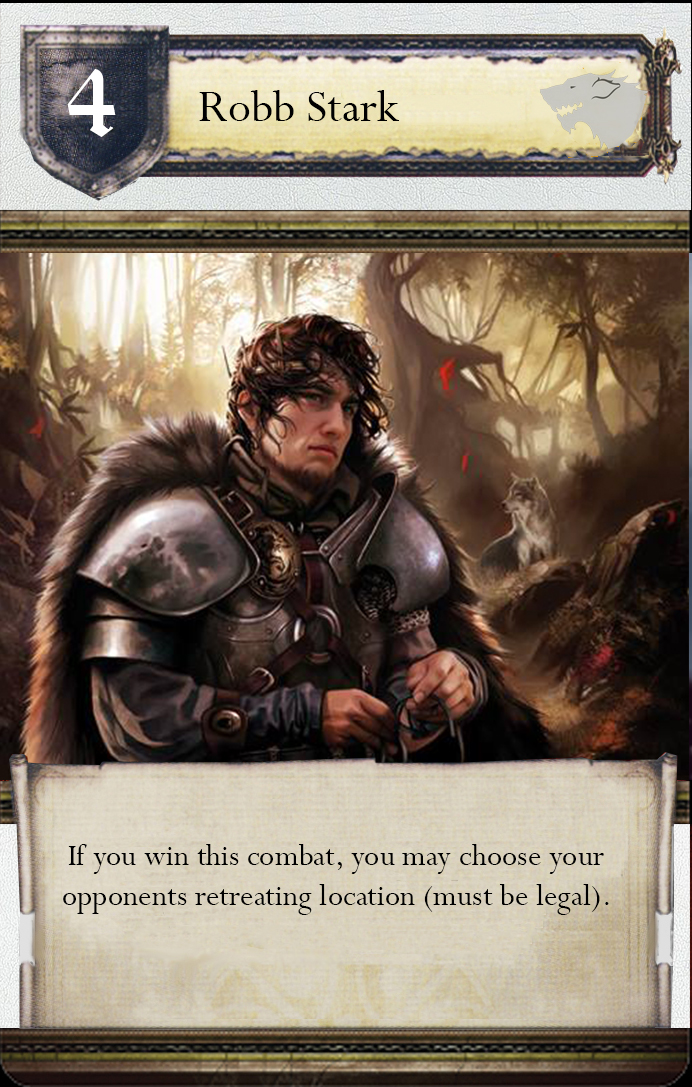 4
Robb Stark
If you win this combat, you may choose your
opponents retreating location (must be legal).